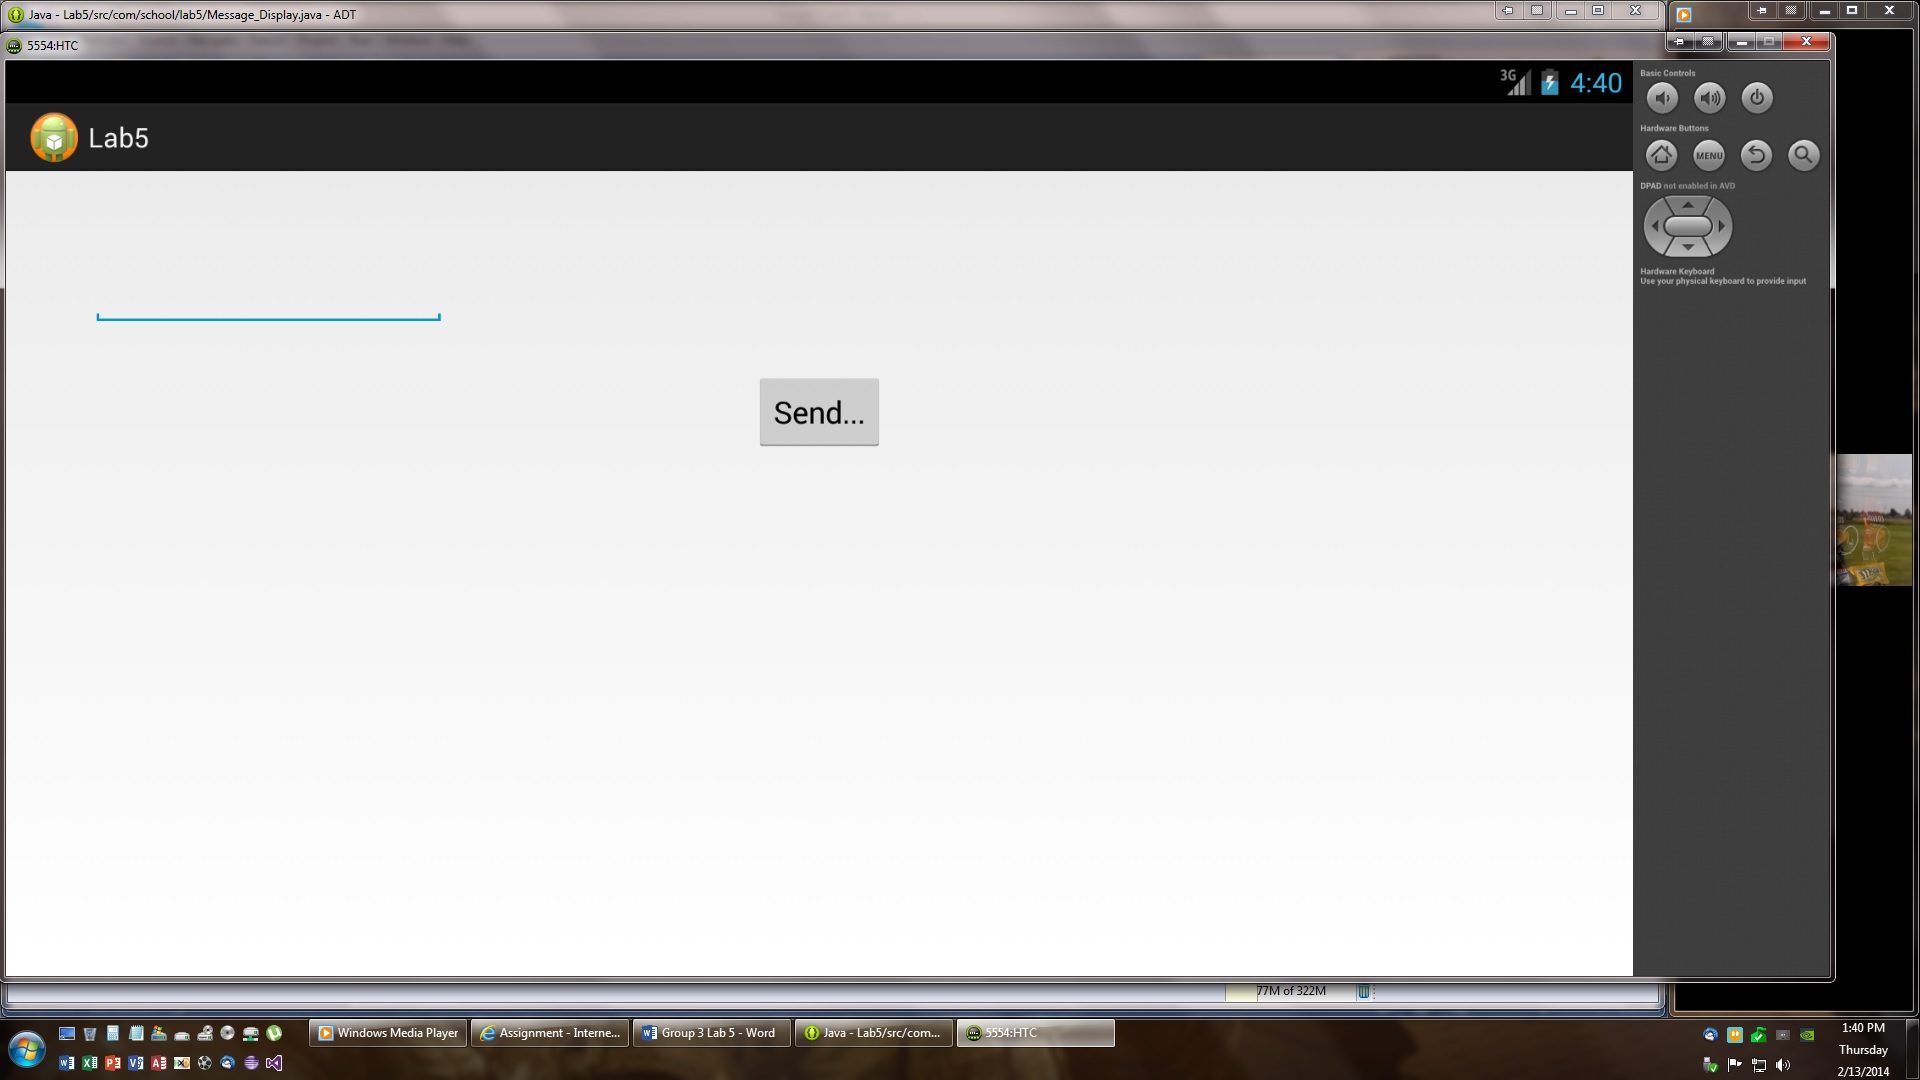 Java - Lab5/src/com/school/lab5/Message_Display.java - ADT
5554:HTC
3G
4:40
Lab5
Send...
Basic Controls
Hardware Buttons
MENU
DPAD not enabled in AVD
Hardware Keyboard
Use your physical keyboard to provide input
77M of 322M
Windows Media Player
Assignment - Interne...
Group 3 Lab 5 - Word
Java - Lab5/src/com...
5554:HTC
1:40 PM
Thursday
2/13/2014